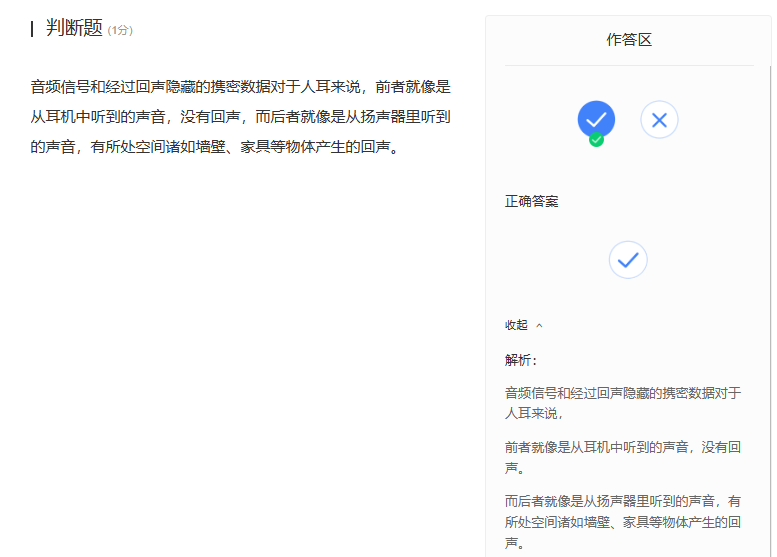 判断题 (1分)
音频信号和经过回声隐藏的携密数据对于人耳来说，前者就像是
从耳机中听到的声音，没有回声，而后者就像是从扬声器里听到
的声音，有所处空间诸如墙壁、家具等物体产生的回声。
作答区
正确答案
收起
解析：
音频信号和经过回声隐藏的携密数据对于
人耳来说，
前者就像是从耳机中听到的声音，没有回
声。
而后者就像是从扬声器里听到的声音，有
所处空间诸如墙壁、家具等物体产生的回
声。